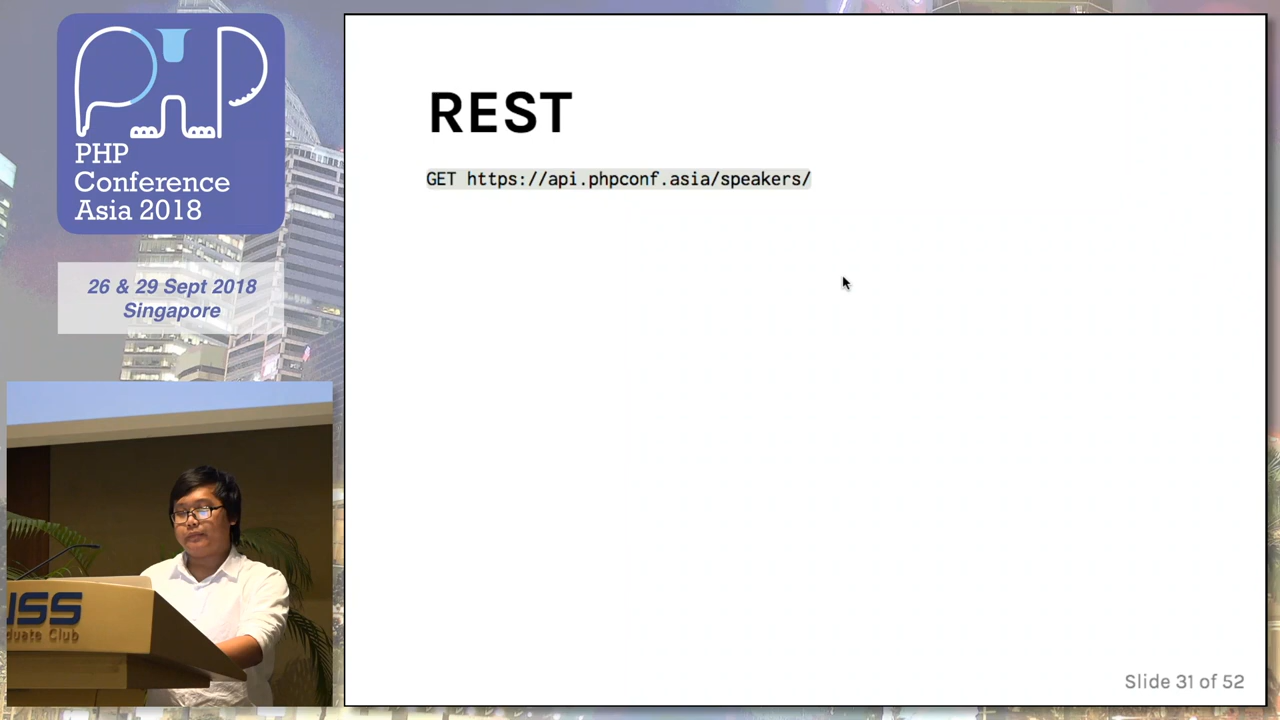 PHP
Conference
Asia 2018
26 & 29 Sept 2018
Singapore
REST
GET https://api.phpconf.asia/speakers/
Slide 31 of 52